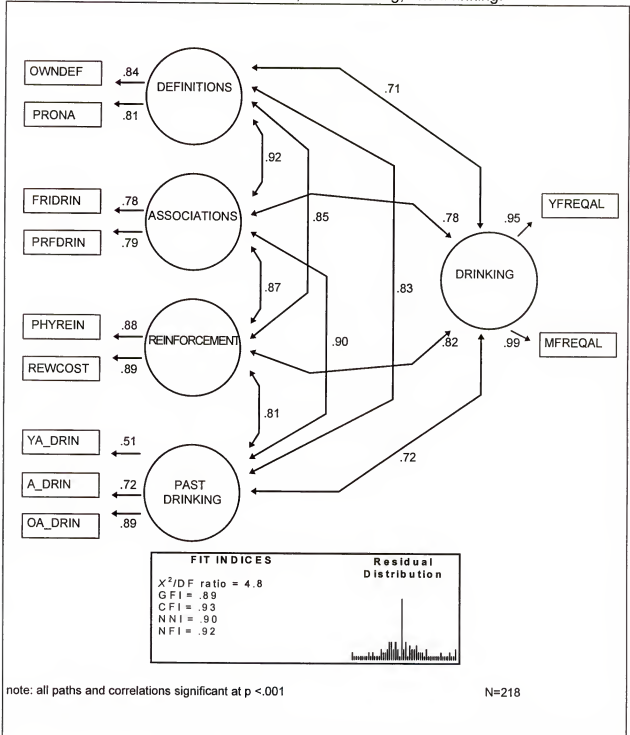 OWNDEF
.84
DEFINITIONS
PRONA
.81
.71
.92
FRIDRIN
.78
ASSOCIATIONS
PRFDRIN
.79
.85
.78
.95
YFREQAL
DRINKING
.83
.87
PHYREIN
.88
REINFORCEMENT
REWCOST
.89
.90
.82
.99
MFREQAL
.81
YA_DRIN
.51
.72
A_DRIN
.72
PAST
DRINKING
OA_DRIN
.89
FIT INDICES
X²/DF ratio = 4.8
GFI = .89
CFI = .93
NNI = .90
NFI = .92
Residual
Distribution
note: all paths and correlations significant at p <.001
N=218